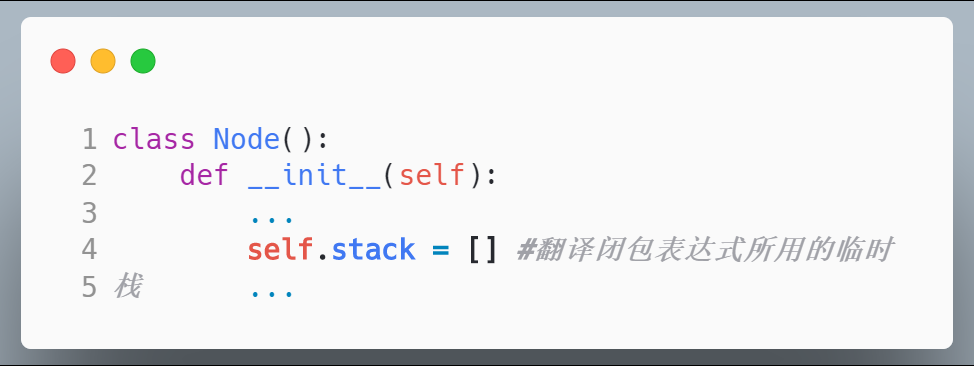 1 class Node():
2     def __init__(self):
3         ...
4         self.stack = [] #翻译闭包表达式所用的临时
5 栈       ...